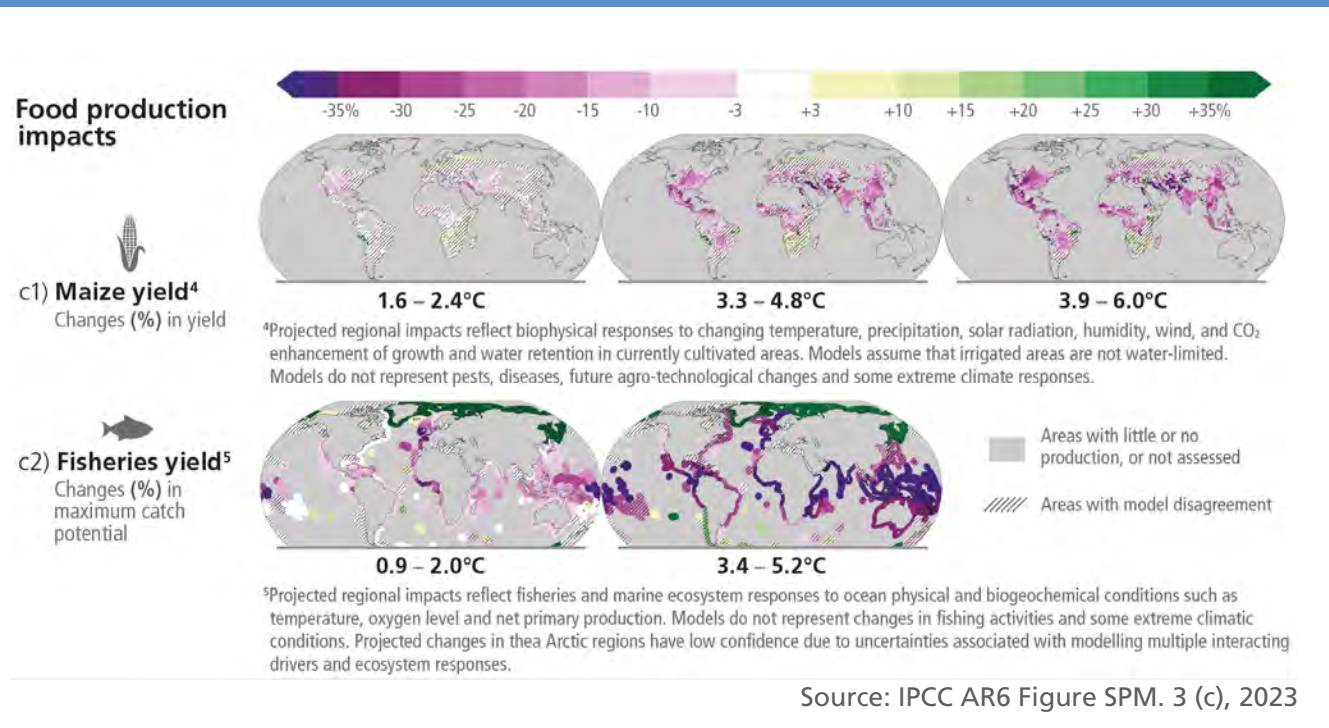 Food production
impacts
-35% -30 -25 -20 -15 -10 -3 +3 +10 +15 +20 +25 +30 +35%
c1) Maize yield⁴
Changes (%) in yield
1.6 – 2.4°C 3.3 – 4.8°C 3.9 – 6.0°C
⁴Projected regional impacts reflect biophysical responses to changing temperature, precipitation, solar radiation, humidity, wind, and CO₂
enhancement of growth and water retention in currently cultivated areas. Models assume that irrigated areas are not water-limited.
Models do not represent pests, diseases, future agro-technological changes and some extreme climate responses.
c2) Fisheries yield⁵
Changes (%) in
maximum catch
potential
Areas with little or no
production, or not assessed
Areas with model disagreement
0.9 – 2.0°C 3.4 – 5.2°C
⁵Projected regional impacts reflect fisheries and marine ecosystem responses to ocean physical and biogeochemical conditions such as
temperature, oxygen level and net primary production. Models do not represent changes in fishing activities and some extreme climatic
conditions. Projected changes in thea Arctic regions have low confidence due to uncertainties associated with modelling multiple interacting
drivers and ecosystem responses.
Source: IPCC AR6 Figure SPM. 3 (c), 2023